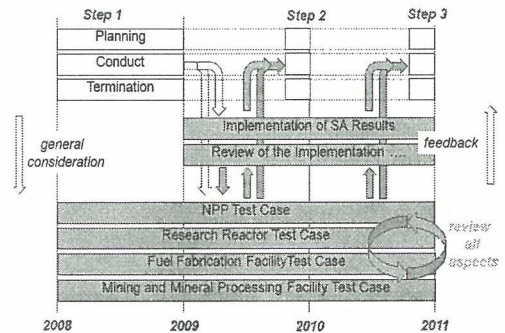 Step 1
Step 2
Step 3
Planning
Conduct
Termination
Implementation of SA Results
Review of the Implementation ....
general
consideration
feedback
NPP Test Case
Research Reactor Test Case
Fuel Fabrication FacilityTest Case
Mining and Mineral Processing Facility Test Case
review
all
aspects
2008
2009
2010
2011